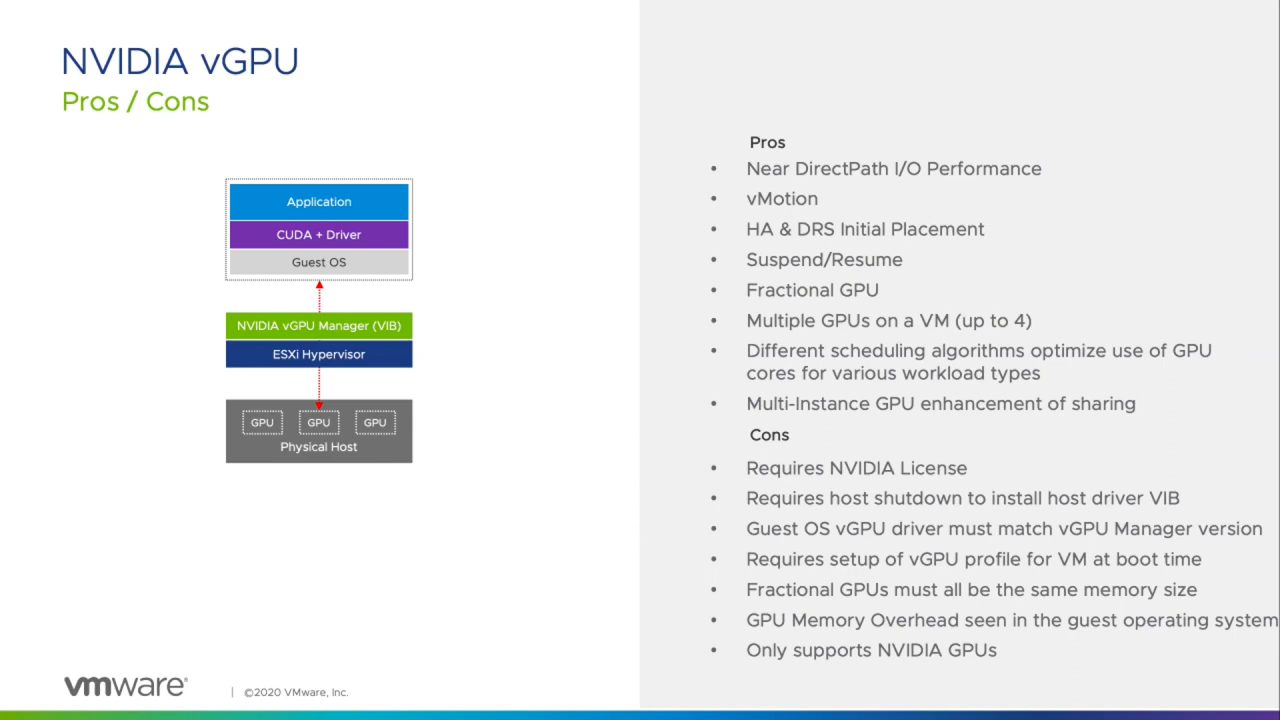 NVIDIA vGPU
Pros / Cons
Application
CUDA + Driver
Guest OS
NVIDIA vGPU Manager (VIB)
ESXi Hypervisor
GPU GPU GPU
Physical Host
Pros
• Near DirectPath I/O Performance
• vMotion
• HA & DRS Initial Placement
• Suspend/Resume
• Fractional GPU
• Multiple GPUs on a VM (up to 4)
• Different scheduling algorithms optimize use of GPU
cores for various workload types
• Multi-Instance GPU enhancement of sharing
Cons
• Requires NVIDIA License
• Requires host shutdown to install host driver VIB
• Guest OS vGPU driver must match vGPU Manager version
• Requires setup of vGPU profile for VM at boot time
• Fractional GPUs must all be the same memory size
• GPU Memory Overhead seen in the guest operating system
• Only supports NVIDIA GPUs
vmware® | ©2020 VMware, Inc.